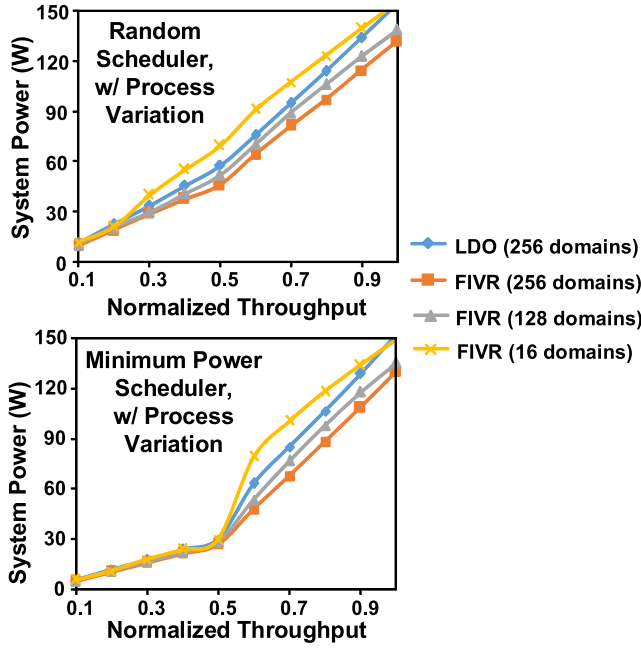 150
120
90
60
30
0
System Power (W)
Random
Scheduler,
w/ Process
Variation
0.1 0.3 0.5 0.7 0.9
Normalized Throughput
LDO (256 domains)
FIVR (256 domains)
FIVR (128 domains)
FIVR (16 domains)
150
120
90
60
30
0
System Power (W)
Minimum Power
Scheduler,
w/ Process
Variation
0.1 0.3 0.5 0.7 0.9
Normalized Throughput